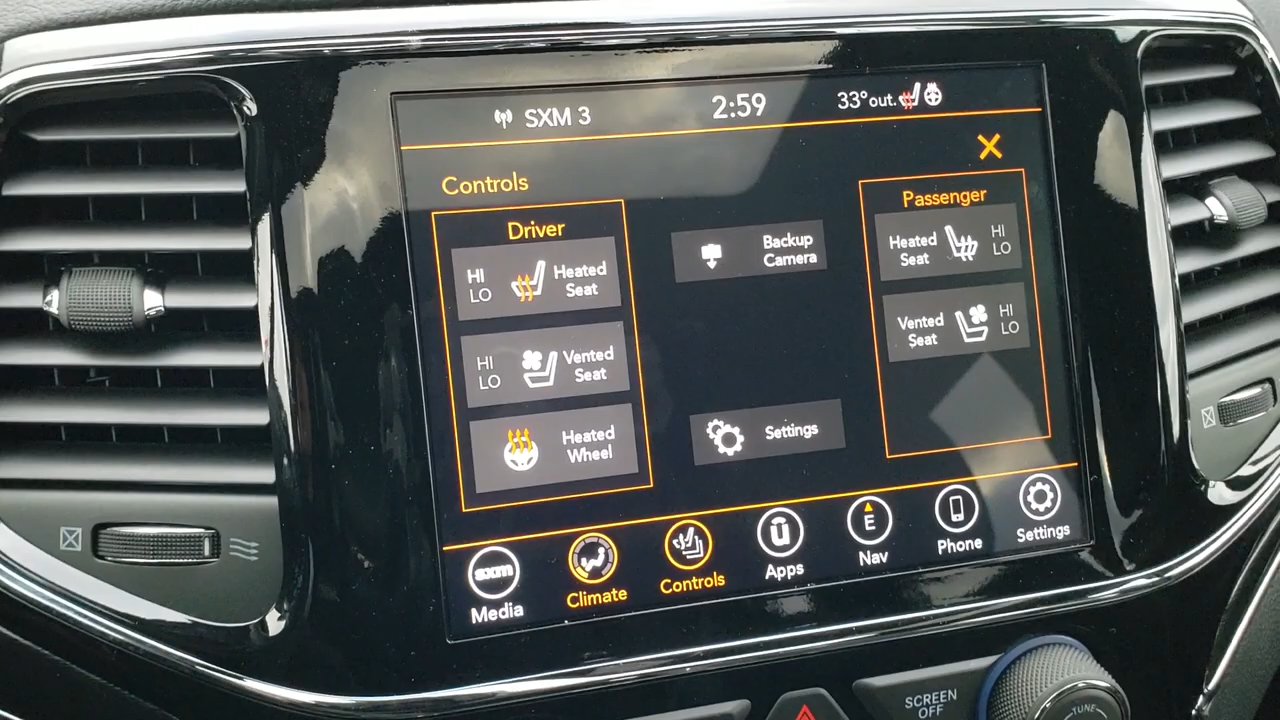 SXM 3
2:59
33° out.
Controls
Driver
HI
LO
Heated
Seat
HI
LO
Vented
Seat
Heated
Wheel
Backup
Camera
Settings
Passenger
Heated
Seat
HI
LO
Vented
Seat
HI
LO
sxm
Media
Climate
Controls
Apps
E
Nav
Phone
Settings
SCREEN
OFF
TUNE